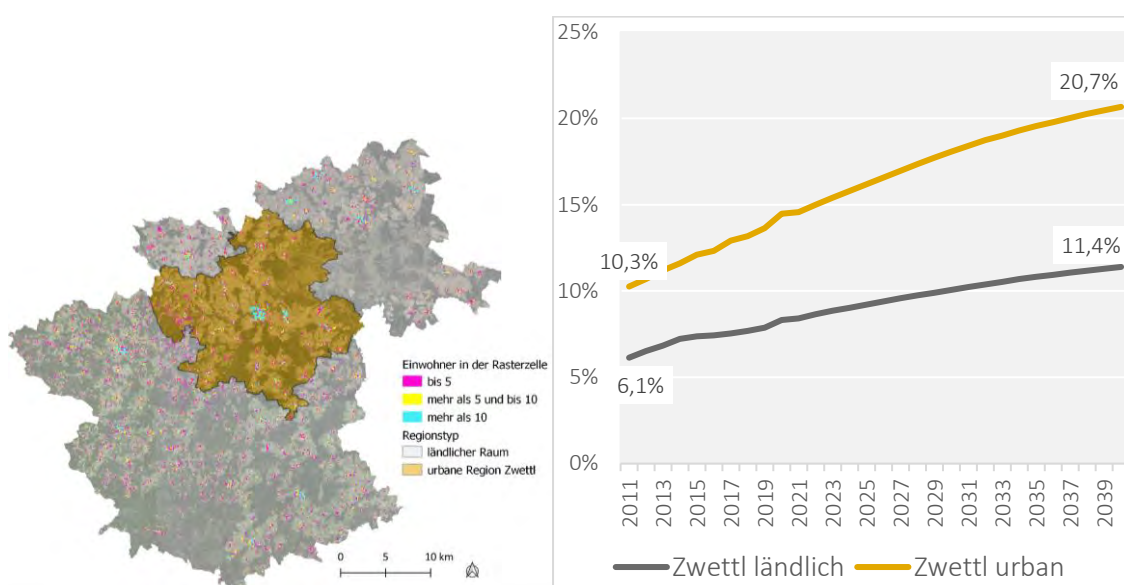 Einwohner in der Rasterzelle
bis 5
mehr als 5 und bis 10
mehr als 10
Regionstyp
ländlicher Raum
urbane Region Zwettl
0 5 10 km
25%
20%
15%
10%
5%
0%
20,7%
10,3%
11,4%
6,1%
2011 2013 2015 2017 2019 2021 2023 2025 2027 2029 2031 2033 2035 2037 2039
Zwettl ländlich Zwettl urban